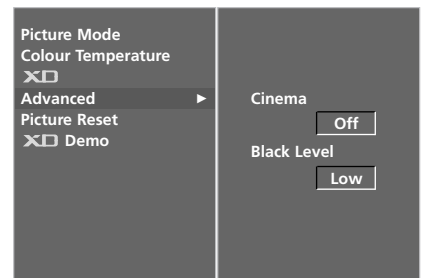 Picture Mode
Colour Temperature
XD
Advanced ►
Picture Reset
XD Demo
Cinema
Off
Black Level
Low